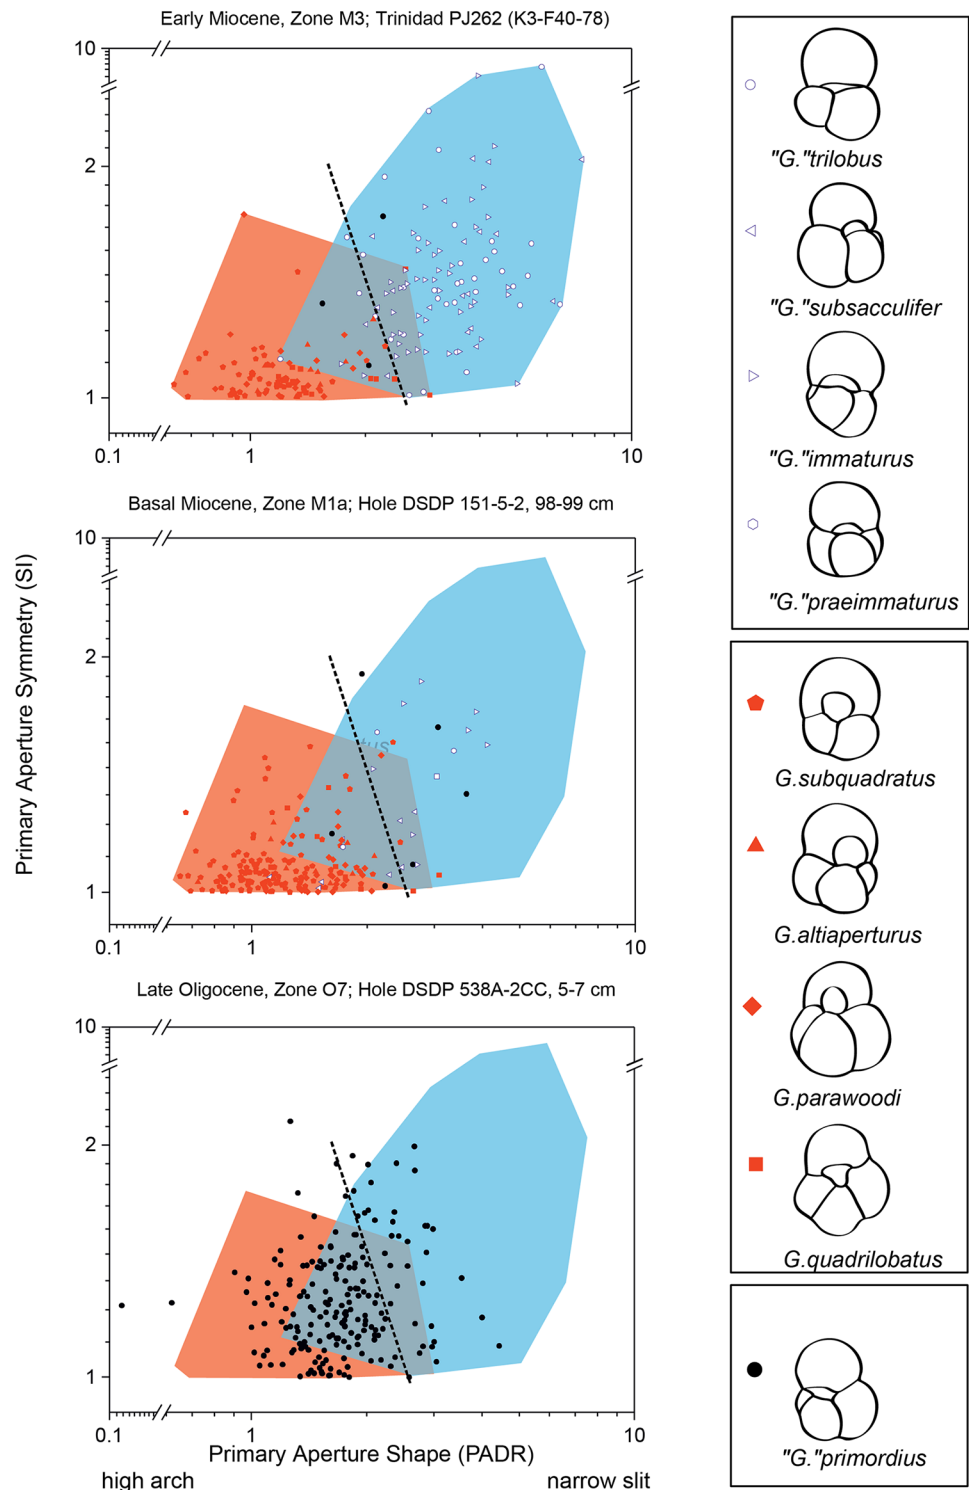 Early Miocene, Zone M3; Trinidad PJ262 (K3-F40-78)
10
2
1
0.1
1
10
Basal Miocene, Zone M1a; Hole DSDP 151-5-2, 98-99 cm
10
2
tus
1
0.1
1
10
Late Oligocene, Zone O7; Hole DSDP 538A-2CC, 5-7 cm
10
2
1
0.1
1
10
Primary Aperture Symmetry (SI)
Primary Aperture Shape (PADR)
high arch
narrow slit
"G."trilobus
"G."subsacculifer
"G."immaturus
"G."praeimmaturus
G.subquadratus
G.altiaperturus
G.parawoodi
G.quadrilobatus
"G."primordius